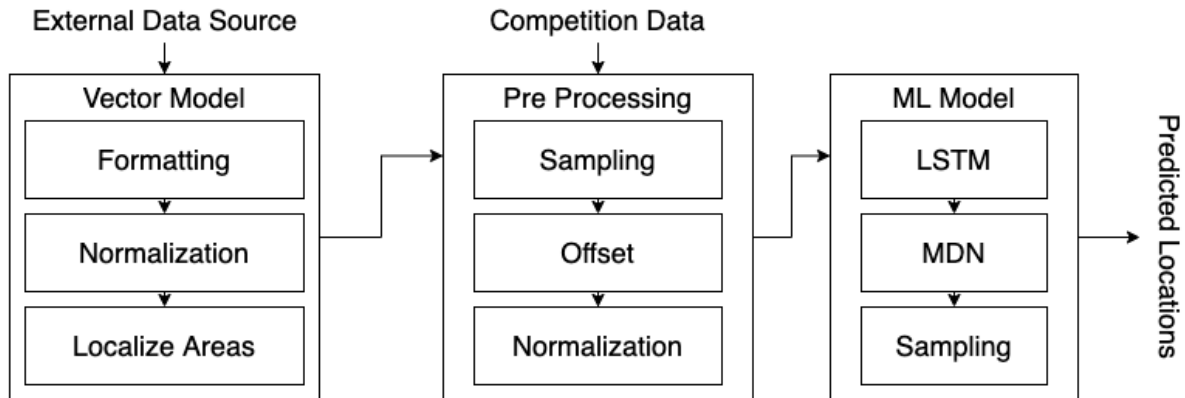 External Data Source
Vector Model
Formatting
Normalization
Localize Areas
Competition Data
Pre Processing
Sampling
Offset
Normalization
ML Model
LSTM
MDN
Sampling
Predicted Locations